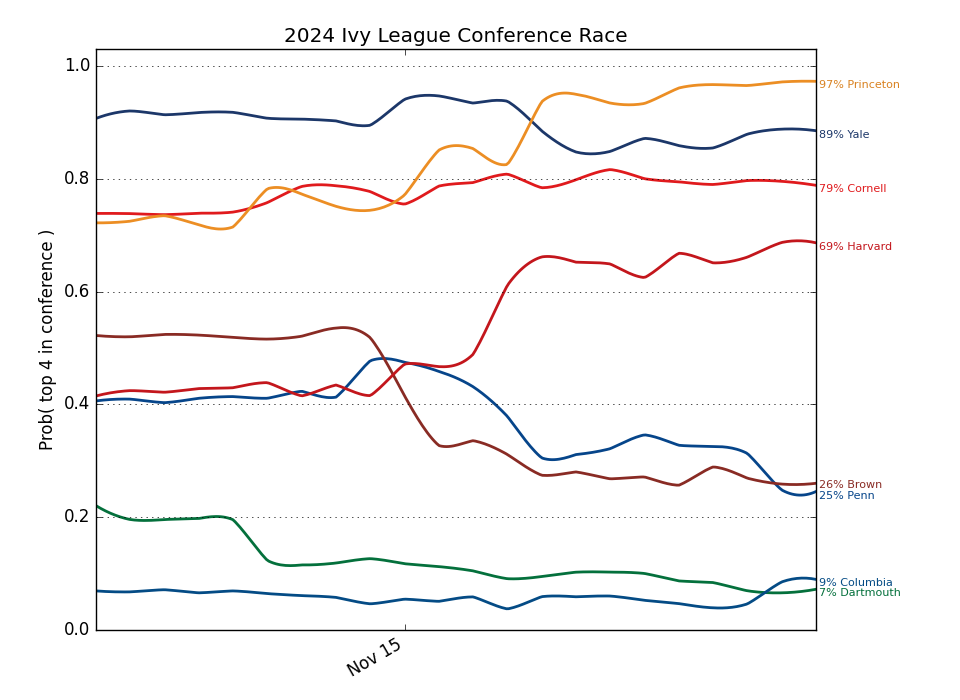 2024 Ivy League Conference Race
Prob( top 4 in conference )
1.0
0.8
0.6
0.4
0.2
0.0
Nov 15
97% Princeton
89% Yale
79% Cornell
69% Harvard
26% Brown
25% Penn
9% Columbia
7% Dartmouth